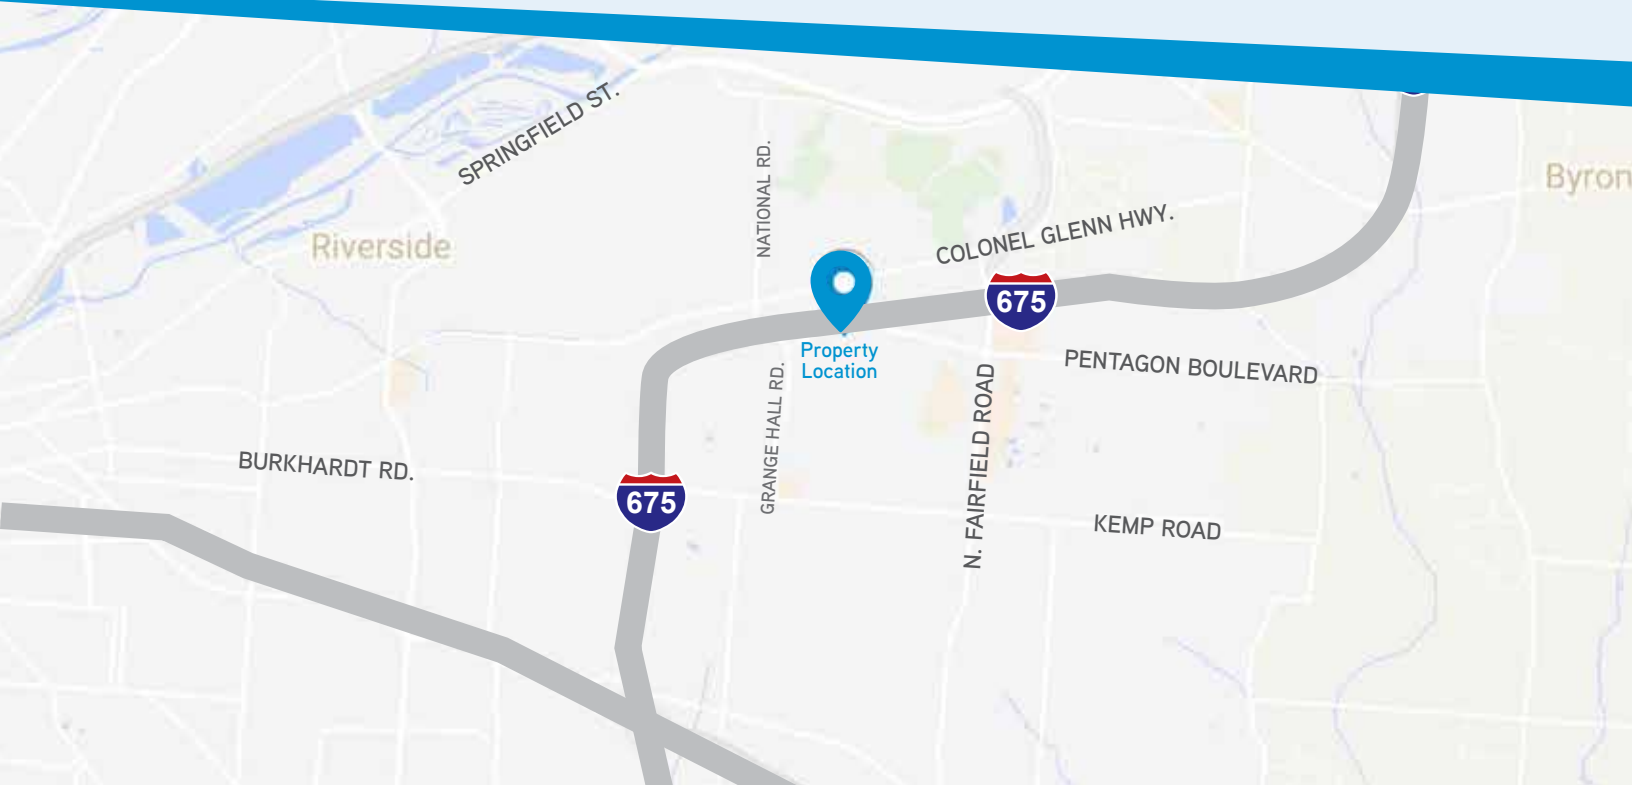 SPRINGFIELD ST.
NATIONAL RD.
Byron
Riverside
COLONEL GLENN HWY.
675
Property
Location
PENTAGON BOULEVARD
GRANGE HALL RD.
N. FAIRFIELD ROAD
BURKHARDT RD.
675
KEMP ROAD